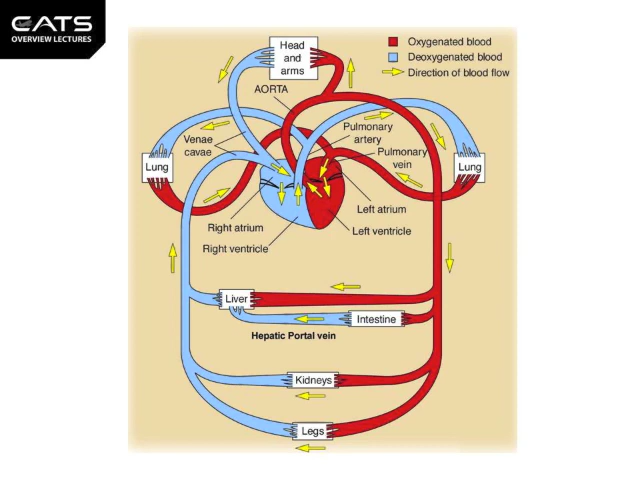 CATS
OVERVIEW LECTURES
Head
and
arms
Oxygenated blood
Deoxygenated blood
Direction of blood flow
AORTA
Pulmonary
artery
Venae
cavae
Pulmonary
vein
Lung
Lung
Left atrium
Right atrium
Left ventricle
Right ventricle
Liver
Intestine
Hepatic Portal vein
Kidneys
Legs